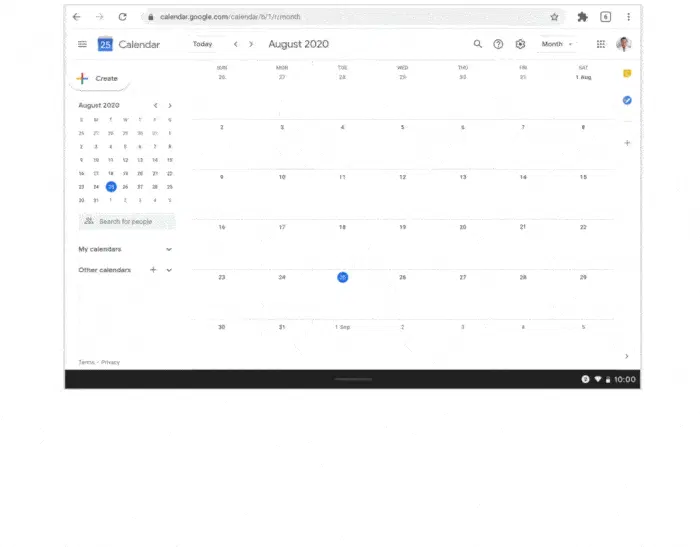 calendar.google.com/calendar/b/1/r/month
6
25 Calendar Today August 2020 Month
Create
August 2020
S M T W T F S
26 27 28 29 30 31 1
2 3 4 5 6 7 8
9 10 11 12 13 14 15
16 17 18 19 20 21 22
23 24 25 26 27 28 29
30 31 1 2 3 4 5
Search for people
My calendars
Other calendars
Terms - Privacy
SUN MON TUE WED THU FRI SAT
26 27 28 29 30 31 1 Aug
2 3 4 5 6 7 8
9 10 11 12 13 14 15
16 17 18 19 20 21 22
23 24 25 26 27 28 29
30 31 1 Sep 2 3 4 5
2 10:00